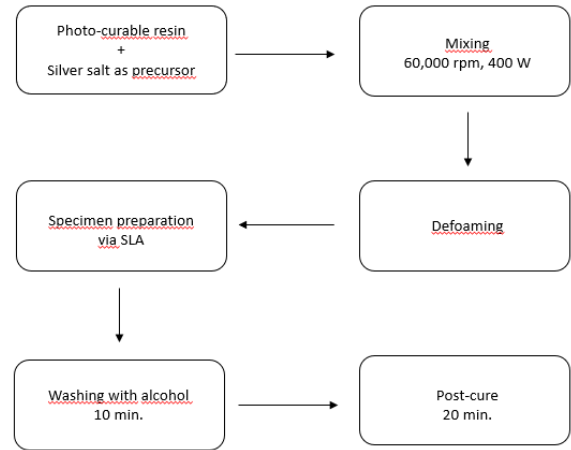 Photo-curable resin
+
Silver salt as precursor
Mixing
60,000 rpm, 400 W
Defoaming
Specimen preparation
via SLA
Washing with alcohol
10 min.
Post-cure
20 min.